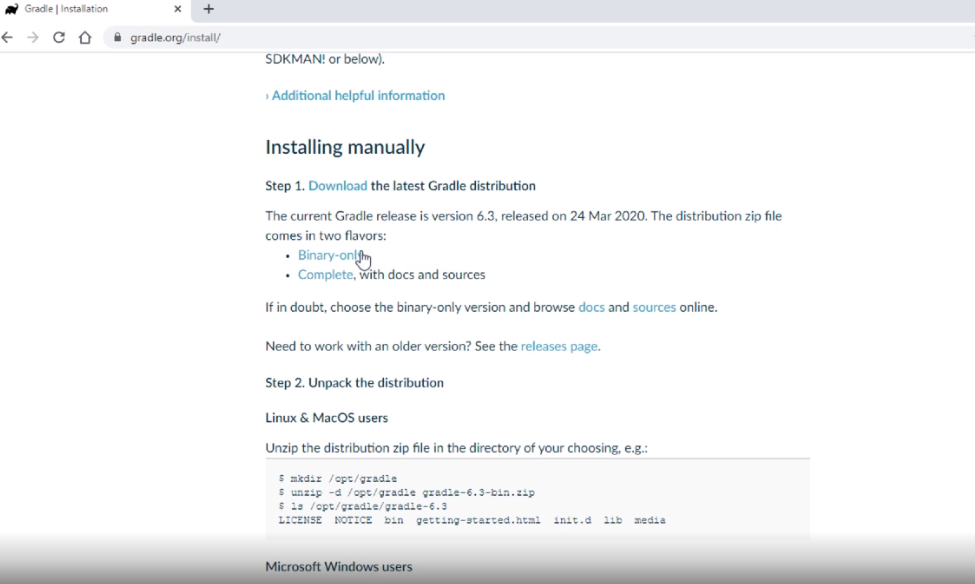 Gradle | Installation
gradle.org/install/
SDKMAN! or below).
› Additional helpful information
Installing manually
Step 1. Download the latest Gradle distribution
The current Gradle release is version 6.3, released on 24 Mar 2020. The distribution zip file
comes in two flavors:
• Binary-only
• Complete, with docs and sources
If in doubt, choose the binary-only version and browse docs and sources online.
Need to work with an older version? See the releases page.
Step 2. Unpack the distribution
Linux & MacOS users
Unzip the distribution zip file in the directory of your choosing, e.g.:
$ mkdir /opt/gradle
$ unzip -d /opt/gradle gradle-6.3-bin.zip
$ ls /opt/gradle/gradle-6.3
LICENSE NOTICE bin getting-started.html init.d lib media
Microsoft Windows users